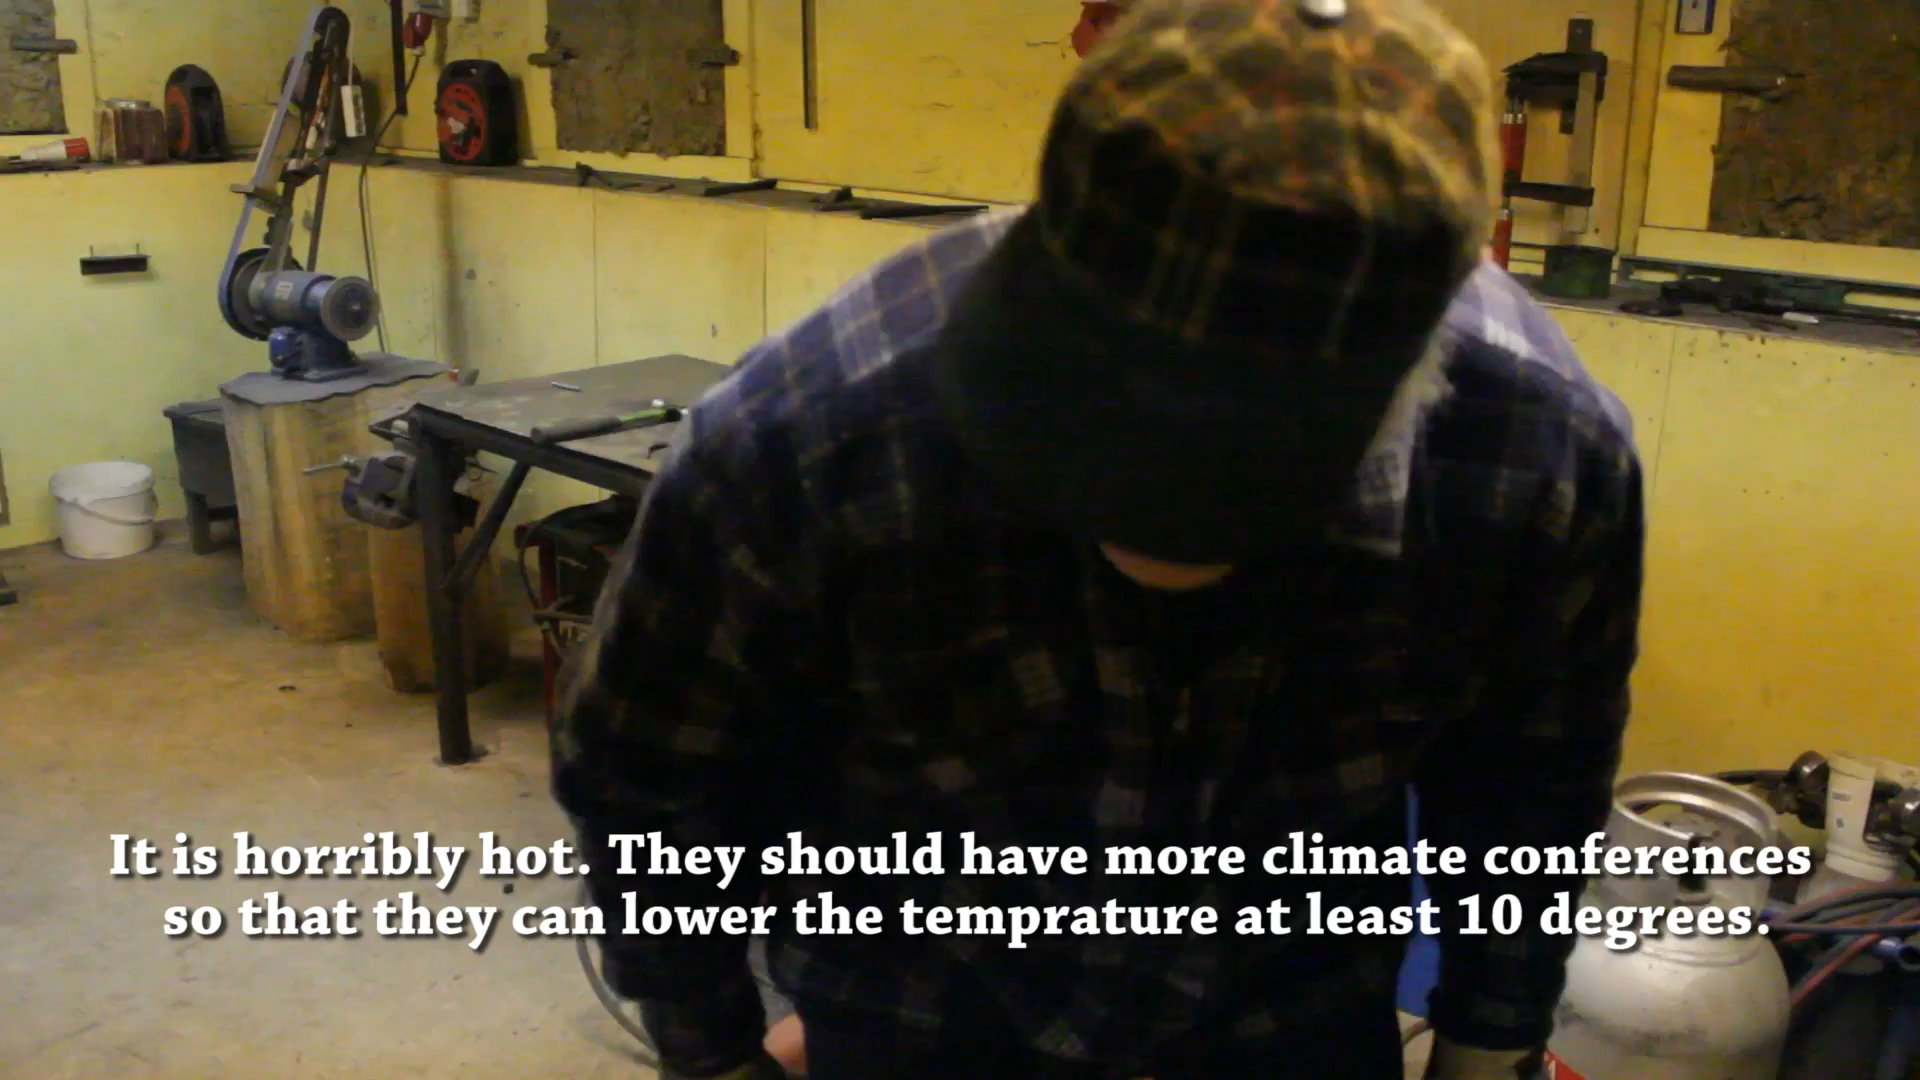 It is horribly hot. They should have more climate conferences
so that they can lower the temprature at least 10 degrees.